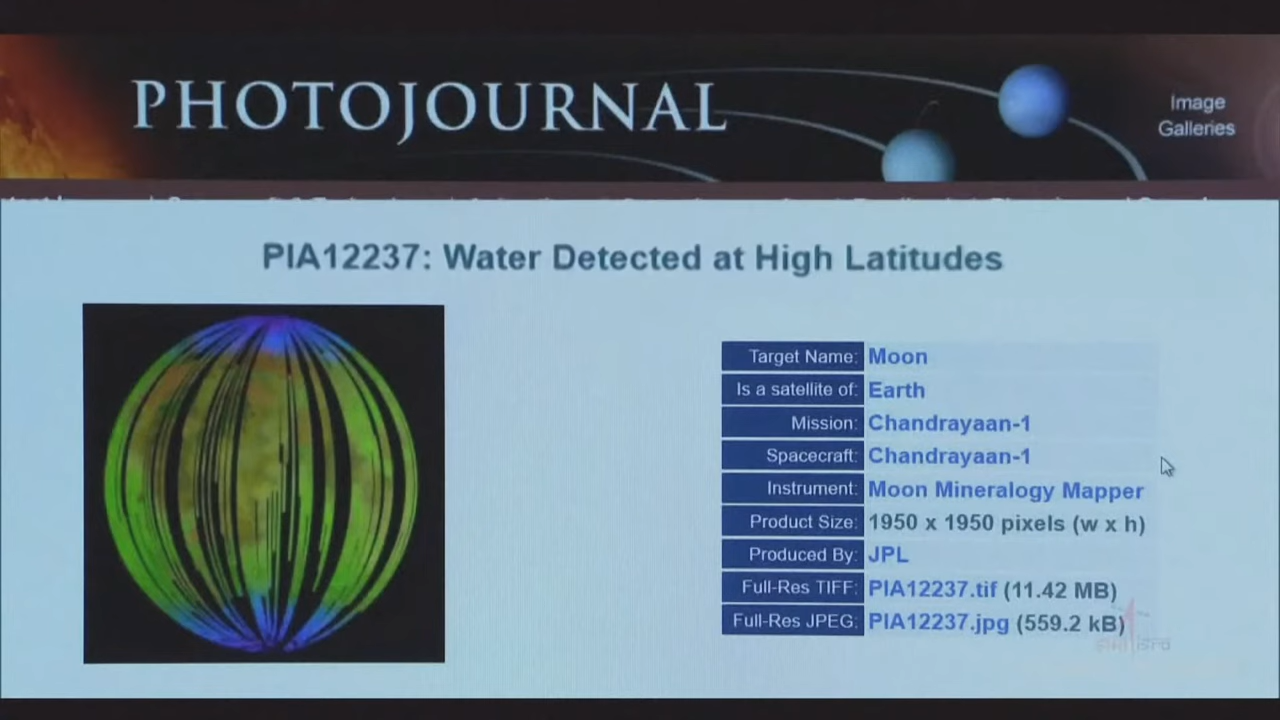 PHOTOJOURNAL
Image
Galleries
PIA12237: Water Detected at High Latitudes
Target Name: Moon
Is a satellite of: Earth
Mission: Chandrayaan-1
Spacecraft: Chandrayaan-1
Instrument: Moon Mineralogy Mapper
Product Size: 1950 x 1950 pixels (w x h)
Produced By: JPL
Full-Res TIFF: PIA12237.tif (11.42 MB)
Full-Res JPEG: PIA12237.jpg (559.2 kB)
isro